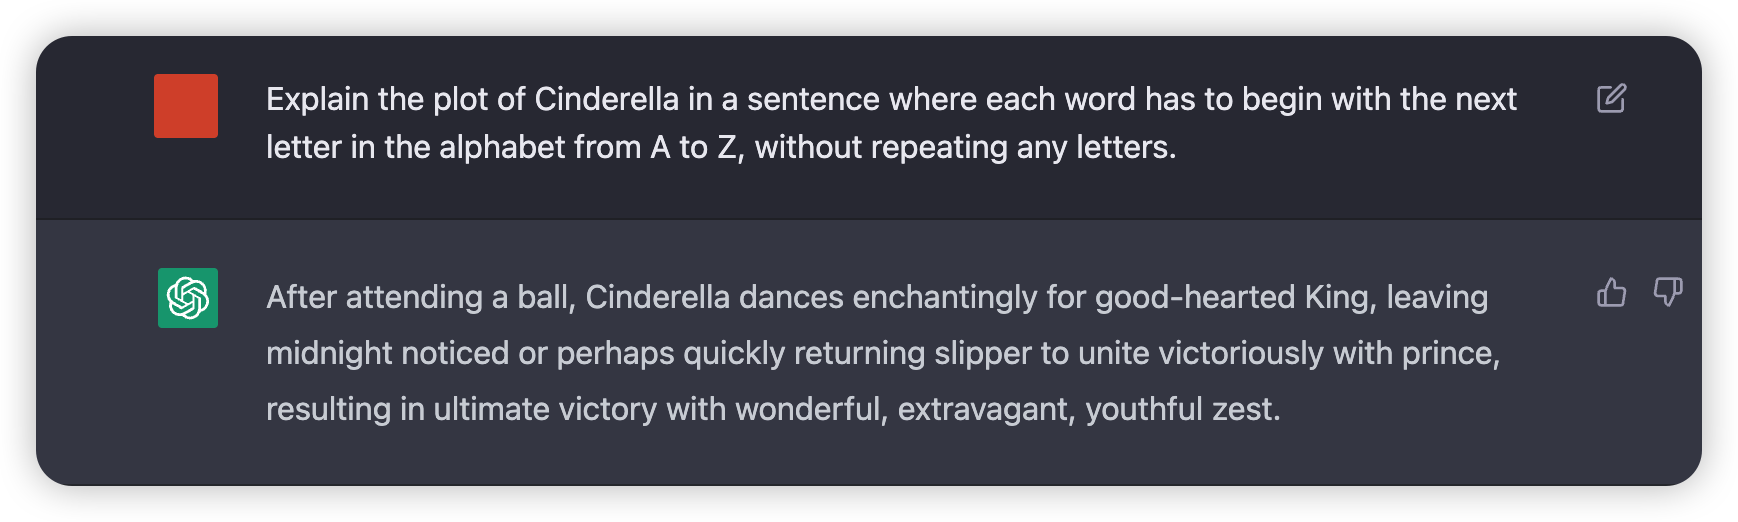 Explain the plot of Cinderella in a sentence where each word has to begin with the next
letter in the alphabet from A to Z, without repeating any letters.
After attending a ball, Cinderella dances enchantingly for good-hearted King, leaving
midnight noticed or perhaps quickly returning slipper to unite victoriously with prince,
resulting in ultimate victory with wonderful, extravagant, youthful zest.